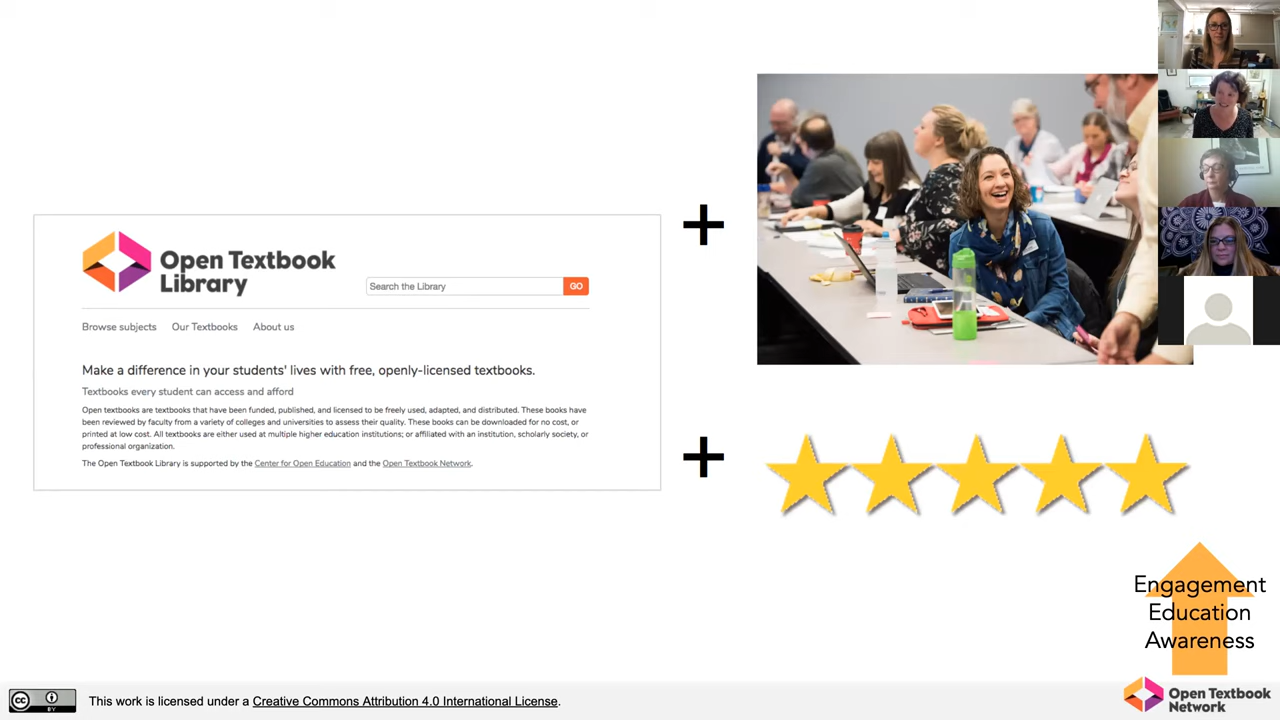 Open Textbook
Library
Search the Library
GO
Browse subjects
Our Textbooks
About us
Make a difference in your students' lives with free, openly-licensed textbooks.
Textbooks every student can access and afford
Open textbooks are textbooks that have been funded, published, and licensed to be freely used, adapted, and distributed. These books have
been reviewed by faculty from a variety of colleges and universities to assess their quality. These books can be downloaded for no cost, or
printed at low cost. All textbooks are either used at multiple higher education institutions; or affiliated with an institution, scholarly society, or
professional organization.
The Open Textbook Library is supported by the Center for Open Education and the Open Textbook Network.
+
+
Engagement
Education
Awareness
cc
BY
This work is licensed under a Creative Commons Attribution 4.0 International License.
Open Textbook
Network